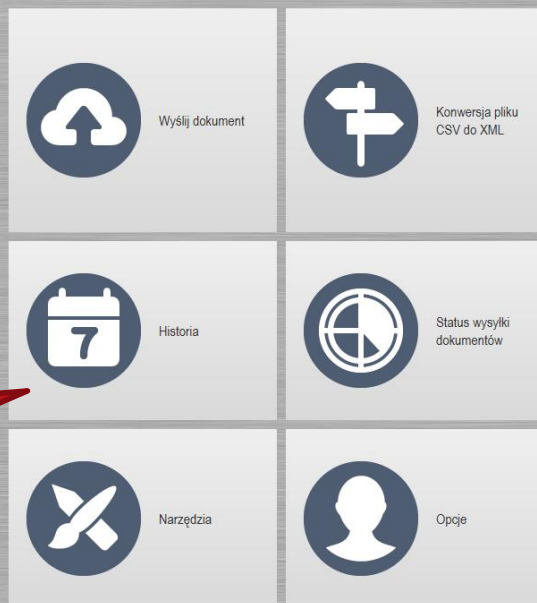 Wyślij dokument
Konwersja pliku
CSV do XML
7
Historia
Status wysyłki
dokumentów
Narzędzia
Opcje